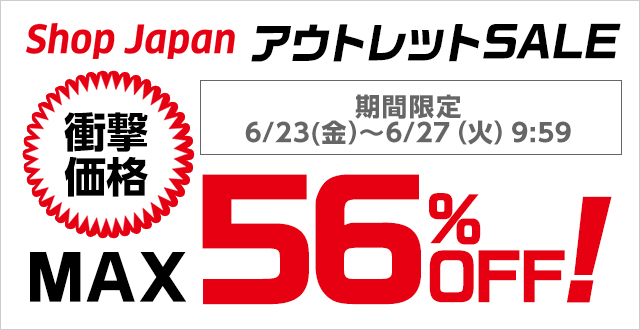 Shop Japan アウトレットSALE
衝撃
価格
期間限定
6/23(金)～6/27（火）9:59
MAX 56%OFF!